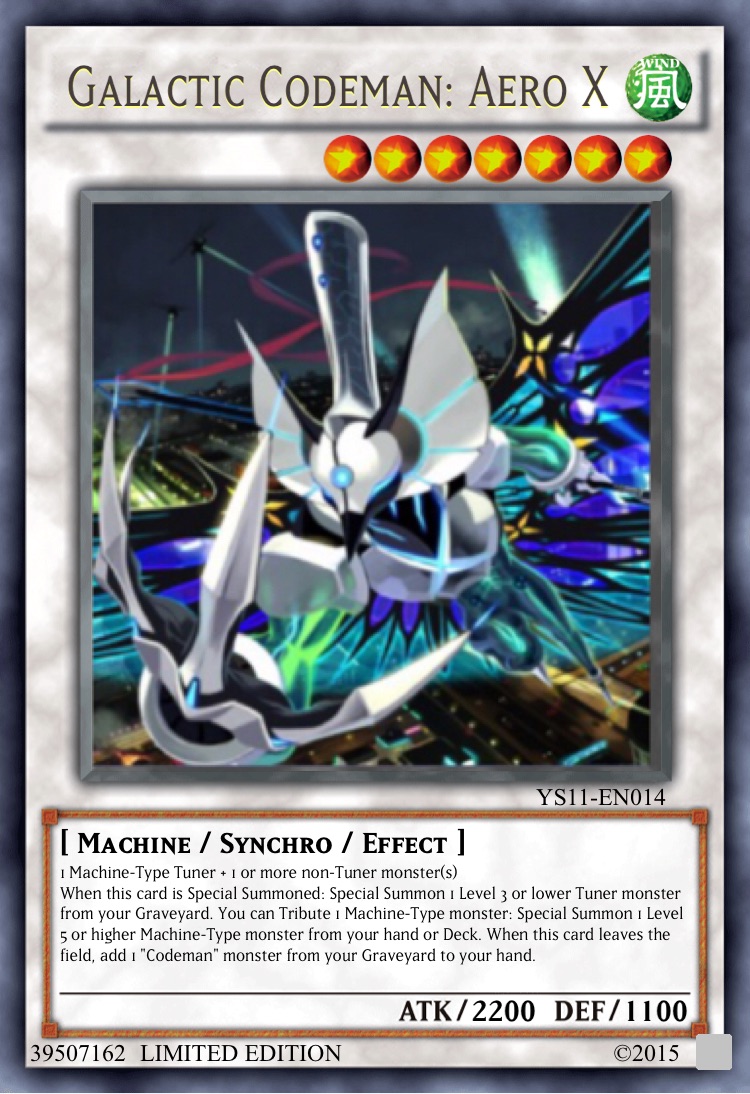 GALACTIC CODEMAN: AERO X
WIND
風
YS11-EN014
[ MACHINE / SYNCHRO / EFFECT ]
1 Machine-Type Tuner + 1 or more non-Tuner monster(s)
When this card is Special Summoned: Special Summon 1 Level 3 or lower Tuner monster
from your Graveyard. You can Tribute 1 Machine-Type monster: Special Summon 1 Level
5 or higher Machine-Type monster from your hand or Deck. When this card leaves the
field, add 1 "Codeman" monster from your Graveyard to your hand.
ATK/2200 DEF/1100
39507162 LIMITED EDITION
©2015